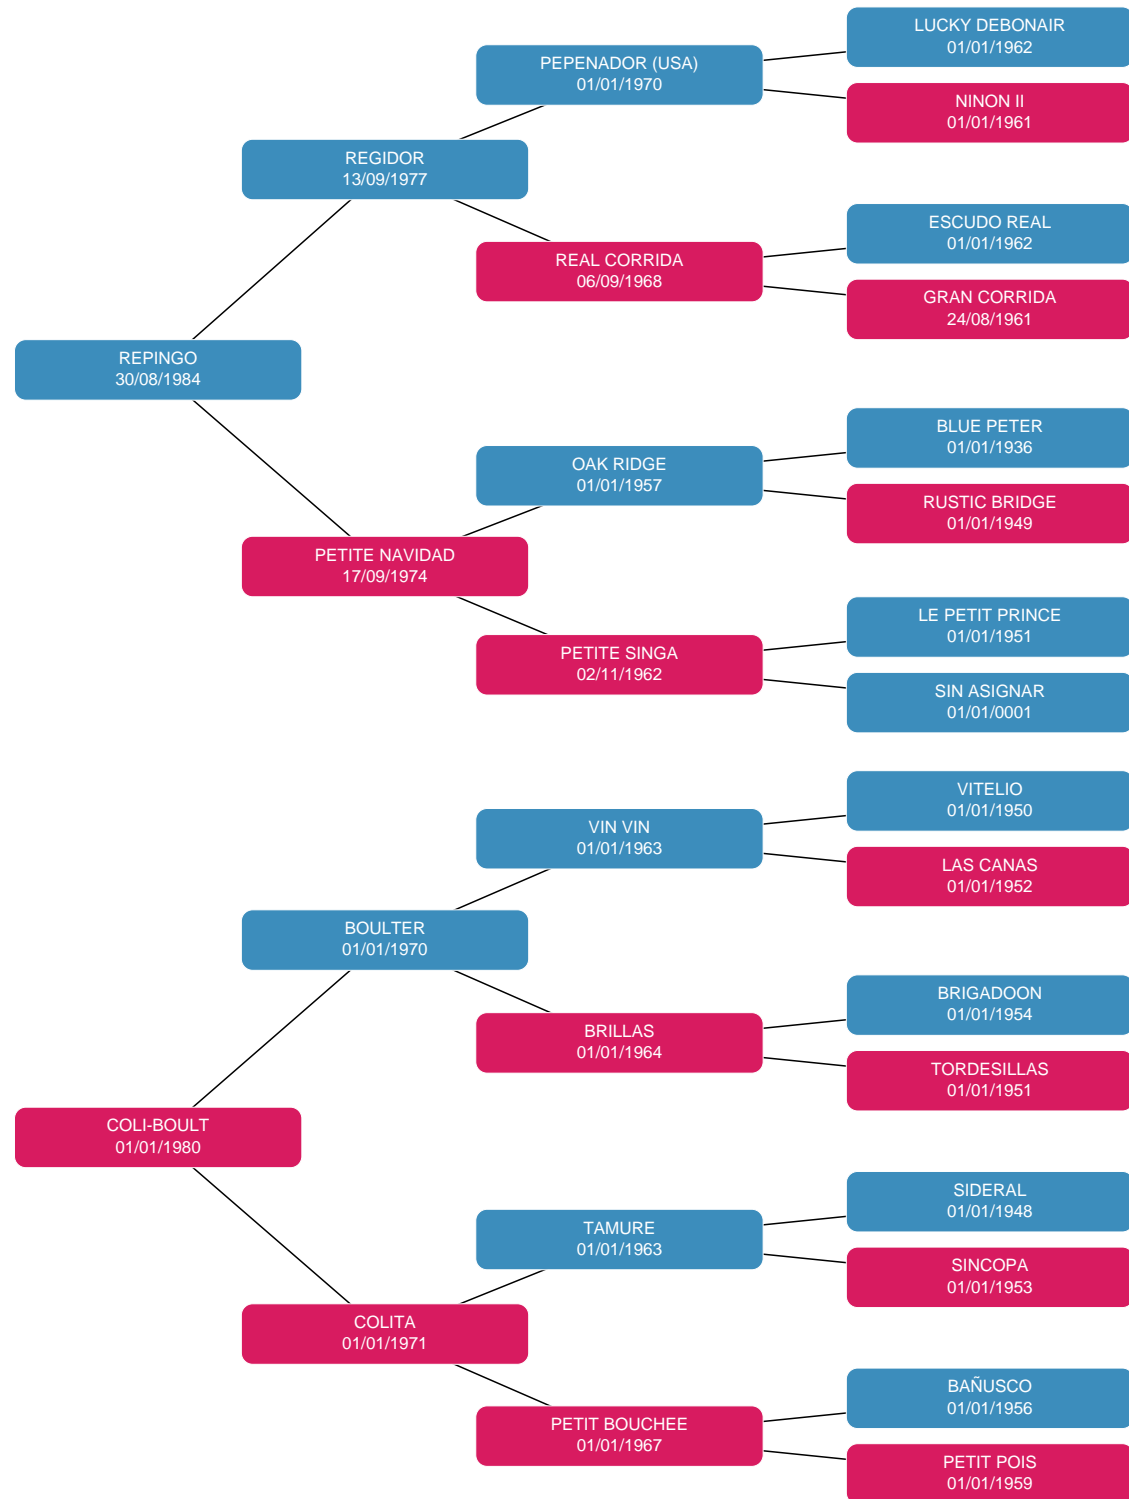 LUCKY DEBONAIR
01/01/1962
PEPENADOR (USA)
01/01/1970
NINON II
01/01/1961
REGIDOR
13/09/1977
ESCUDO REAL
01/01/1962
REAL CORRIDA
06/09/1968
GRAN CORRIDA
24/08/1961
REPINGO
30/08/1984
BLUE PETER
01/01/1936
OAK RIDGE
01/01/1957
RUSTIC BRIDGE
01/01/1949
PETITE NAVIDAD
17/09/1974
LE PETIT PRINCE
01/01/1951
PETITE SINGA
02/11/1962
SIN ASIGNAR
01/01/0001
VITELIO
01/01/1950
VIN VIN
01/01/1963
LAS CANAS
01/01/1952
BOULTER
01/01/1970
BRIGADOON
01/01/1954
BRILLAS
01/01/1964
TORDESILLAS
01/01/1951
COLI-BOULT
01/01/1980
SIDERAL
01/01/1948
TAMURE
01/01/1963
SINCOPA
01/01/1953
COLITA
01/01/1971
BAÑUSCO
01/01/1956
PETIT BOUCHEE
01/01/1967
PETIT POIS
01/01/1959